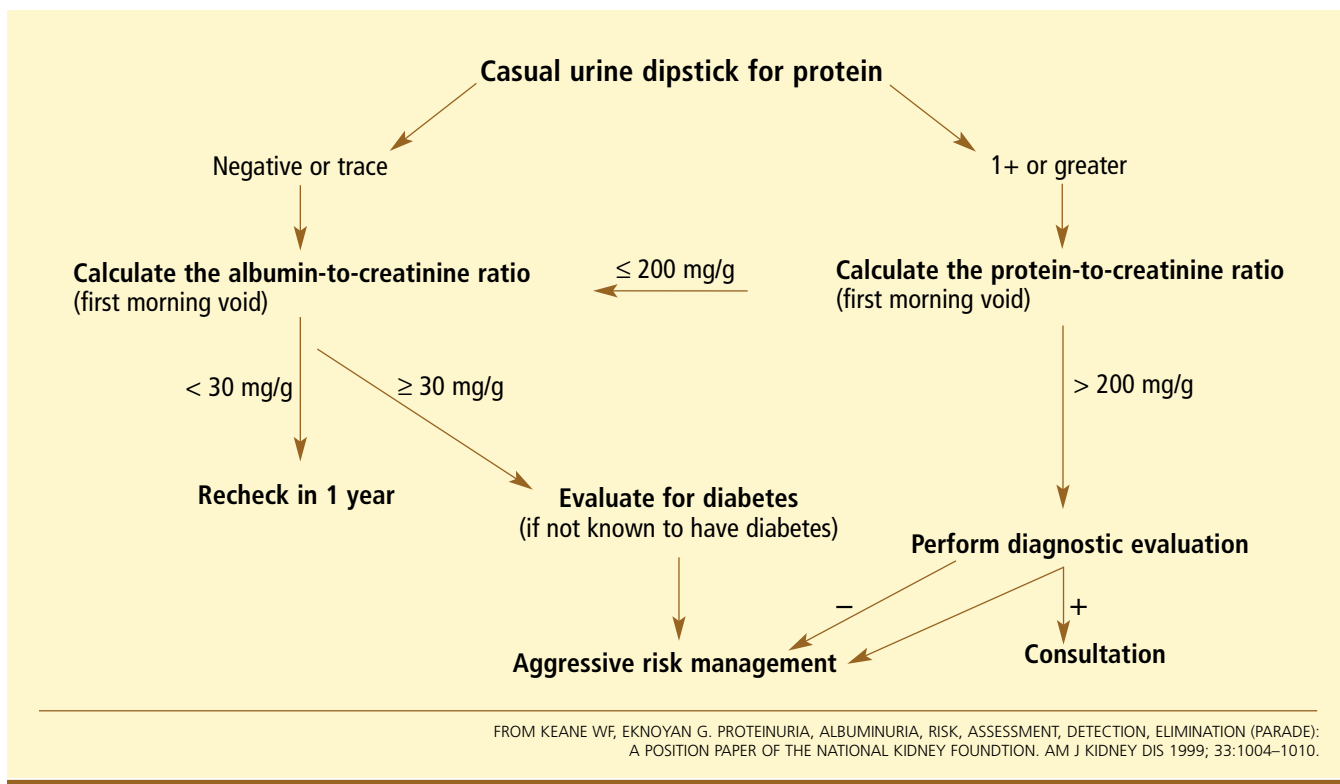 Casual urine dipstick for protein
Negative or trace
1+ or greater
Calculate the albumin-to-creatinine ratio
(first morning void)
≤ 200 mg/g
Calculate the protein-to-creatinine ratio
(first morning void)
< 30 mg/g
≥ 30 mg/g
> 200 mg/g
Recheck in 1 year
Evaluate for diabetes
(if not known to have diabetes)
Perform diagnostic evaluation
–
+
Aggressive risk management
Consultation
FROM KEANE WF, EKNOYAN G. PROTEINURIA, ALBUMINURIA, RISK, ASSESSMENT, DETECTION, ELIMINATION (PARADE):
A POSITION PAPER OF THE NATIONAL KIDNEY FOUNDTION. AM J KIDNEY DIS 1999; 33:1004–1010.